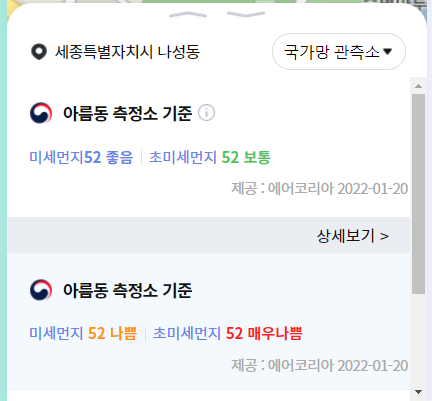 세종특별자치시 나성동
국가망 관측소
아름동 측정소 기준
미세먼지52 좋음 초미세먼지 52 보통
제공 : 에어코리아 2022-01-20
상세보기 >
아름동 측정소 기준
미세먼지 52 나쁨 초미세먼지 52 매우나쁨
제공 : 에어코리아 2022-01-20